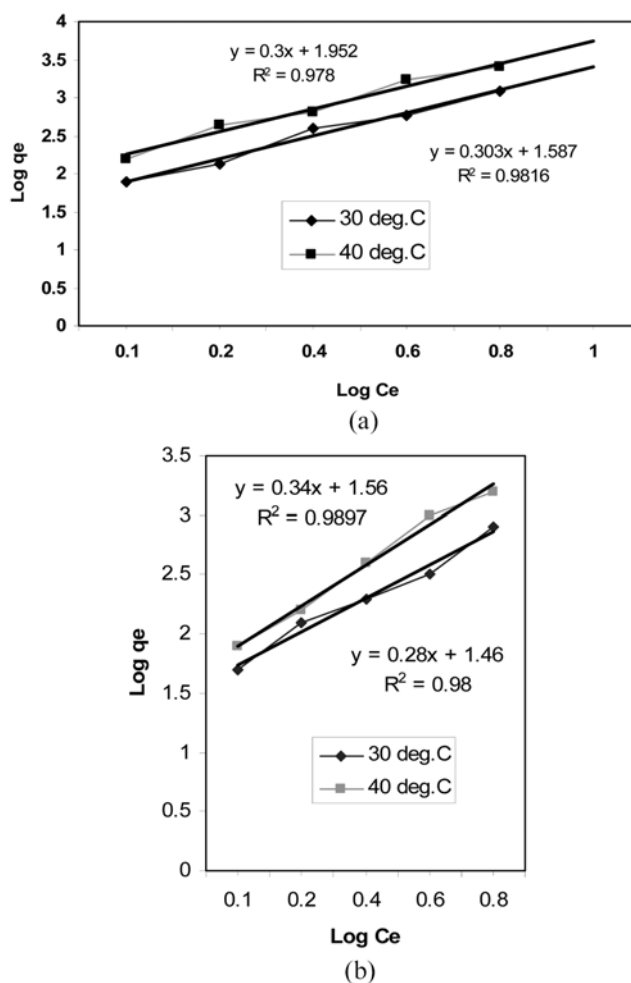 4
3.5
3
2.5
2
1.5
1
0.5
0
Log qe
y = 0.3x + 1.952
R² = 0.978
y = 0.303x + 1.587
R² = 0.9816
30 deg.C
40 deg.C
0.1 0.2 0.4 0.6 0.8 1
Log Ce
(a)
3.5
3
2.5
2
1.5
1
0.5
0
Log qe
y = 0.34x + 1.56
R² = 0.9897
y = 0.28x + 1.46
R² = 0.98
30 deg.C
40 deg.C
0.1 0.2 0.4 0.6 0.8
Log Ce
(b)